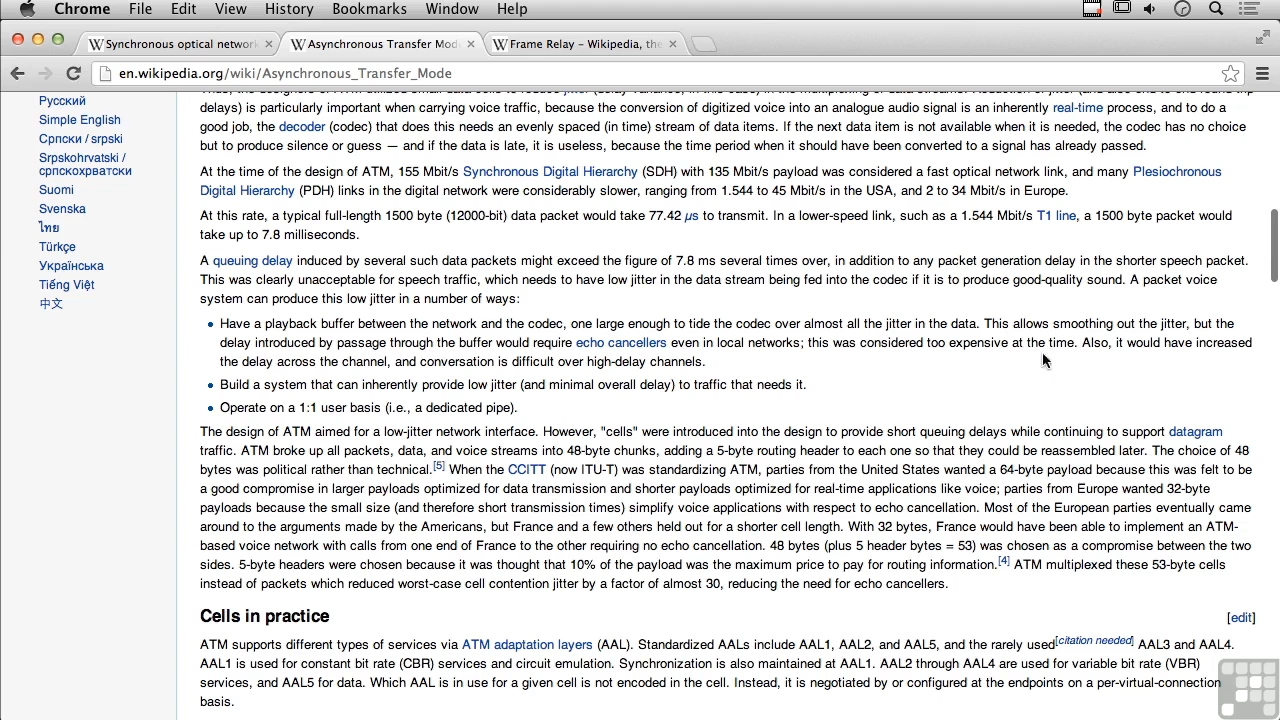 Chrome File Edit View History Bookmarks Window Help
Synchronous optical network
Asynchronous Transfer Mod
Frame Relay – Wikipedia, the
en.wikipedia.org/wiki/Asynchronous_Transfer_Mode
Русский
Simple English
Српски / srpski
Srpskohrvatski /
српскохрватски
Suomi
Svenska
ไทย
Türkçe
Українська
Tiếng Việt
中文
delays) is particularly important when carrying voice traffic, because the conversion of digitized voice into an analogue audio signal is an inherently real-time process, and to do a
good job, the decoder (codec) that does this needs an evenly spaced (in time) stream of data items. If the next data item is not available when it is needed, the codec has no choice
but to produce silence or guess — and if the data is late, it is useless, because the time period when it should have been converted to a signal has already passed.
At the time of the design of ATM, 155 Mbit/s Synchronous Digital Hierarchy (SDH) with 135 Mbit/s payload was considered a fast optical network link, and many Plesiochronous
Digital Hierarchy (PDH) links in the digital network were considerably slower, ranging from 1.544 to 45 Mbit/s in the USA, and 2 to 34 Mbit/s in Europe.
At this rate, a typical full-length 1500 byte (12000-bit) data packet would take 77.42 µs to transmit. In a lower-speed link, such as a 1.544 Mbit/s T1 line, a 1500 byte packet would
take up to 7.8 milliseconds.
A queuing delay induced by several such data packets might exceed the figure of 7.8 ms several times over, in addition to any packet generation delay in the shorter speech packet.
This was clearly unacceptable for speech traffic, which needs to have low jitter in the data stream being fed into the codec if it is to produce good-quality sound. A packet voice
system can produce this low jitter in a number of ways:
• Have a playback buffer between the network and the codec, one large enough to tide the codec over almost all the jitter in the data. This allows smoothing out the jitter, but the
delay introduced by passage through the buffer would require echo cancellers even in local networks; this was considered too expensive at the time. Also, it would have increased
the delay across the channel, and conversation is difficult over high-delay channels.
• Build a system that can inherently provide low jitter (and minimal overall delay) to traffic that needs it.
• Operate on a 1:1 user basis (i.e., a dedicated pipe).
The design of ATM aimed for a low-jitter network interface. However, "cells" were introduced into the design to provide short queuing delays while continuing to support datagram
traffic. ATM broke up all packets, data, and voice streams into 48-byte chunks, adding a 5-byte routing header to each one so that they could be reassembled later. The choice of 48
bytes was political rather than technical.[5] When the CCITT (now ITU-T) was standardizing ATM, parties from the United States wanted a 64-byte payload because this was felt to be
a good compromise in larger payloads optimized for data transmission and shorter payloads optimized for real-time applications like voice; parties from Europe wanted 32-byte
payloads because the small size (and therefore short transmission times) simplify voice applications with respect to echo cancellation. Most of the European parties eventually came
around to the arguments made by the Americans, but France and a few others held out for a shorter cell length. With 32 bytes, France would have been able to implement an ATM-
based voice network with calls from one end of France to the other requiring no echo cancellation. 48 bytes (plus 5 header bytes = 53) was chosen as a compromise between the two
sides. 5-byte headers were chosen because it was thought that 10% of the payload was the maximum price to pay for routing information.[4] ATM multiplexed these 53-byte cells
instead of packets which reduced worst-case cell contention jitter by a factor of almost 30, reducing the need for echo cancellers.
Cells in practice [edit]
ATM supports different types of services via ATM adaptation layers (AAL). Standardized AALs include AAL1, AAL2, and AAL5, and the rarely used[citation needed] AAL3 and AAL4.
AAL1 is used for constant bit rate (CBR) services and circuit emulation. Synchronization is also maintained at AAL1. AAL2 through AAL4 are used for variable bit rate (VBR)
services, and AAL5 for data. Which AAL is in use for a given cell is not encoded in the cell. Instead, it is negotiated by or configured at the endpoints on a per-virtual-connection
basis.